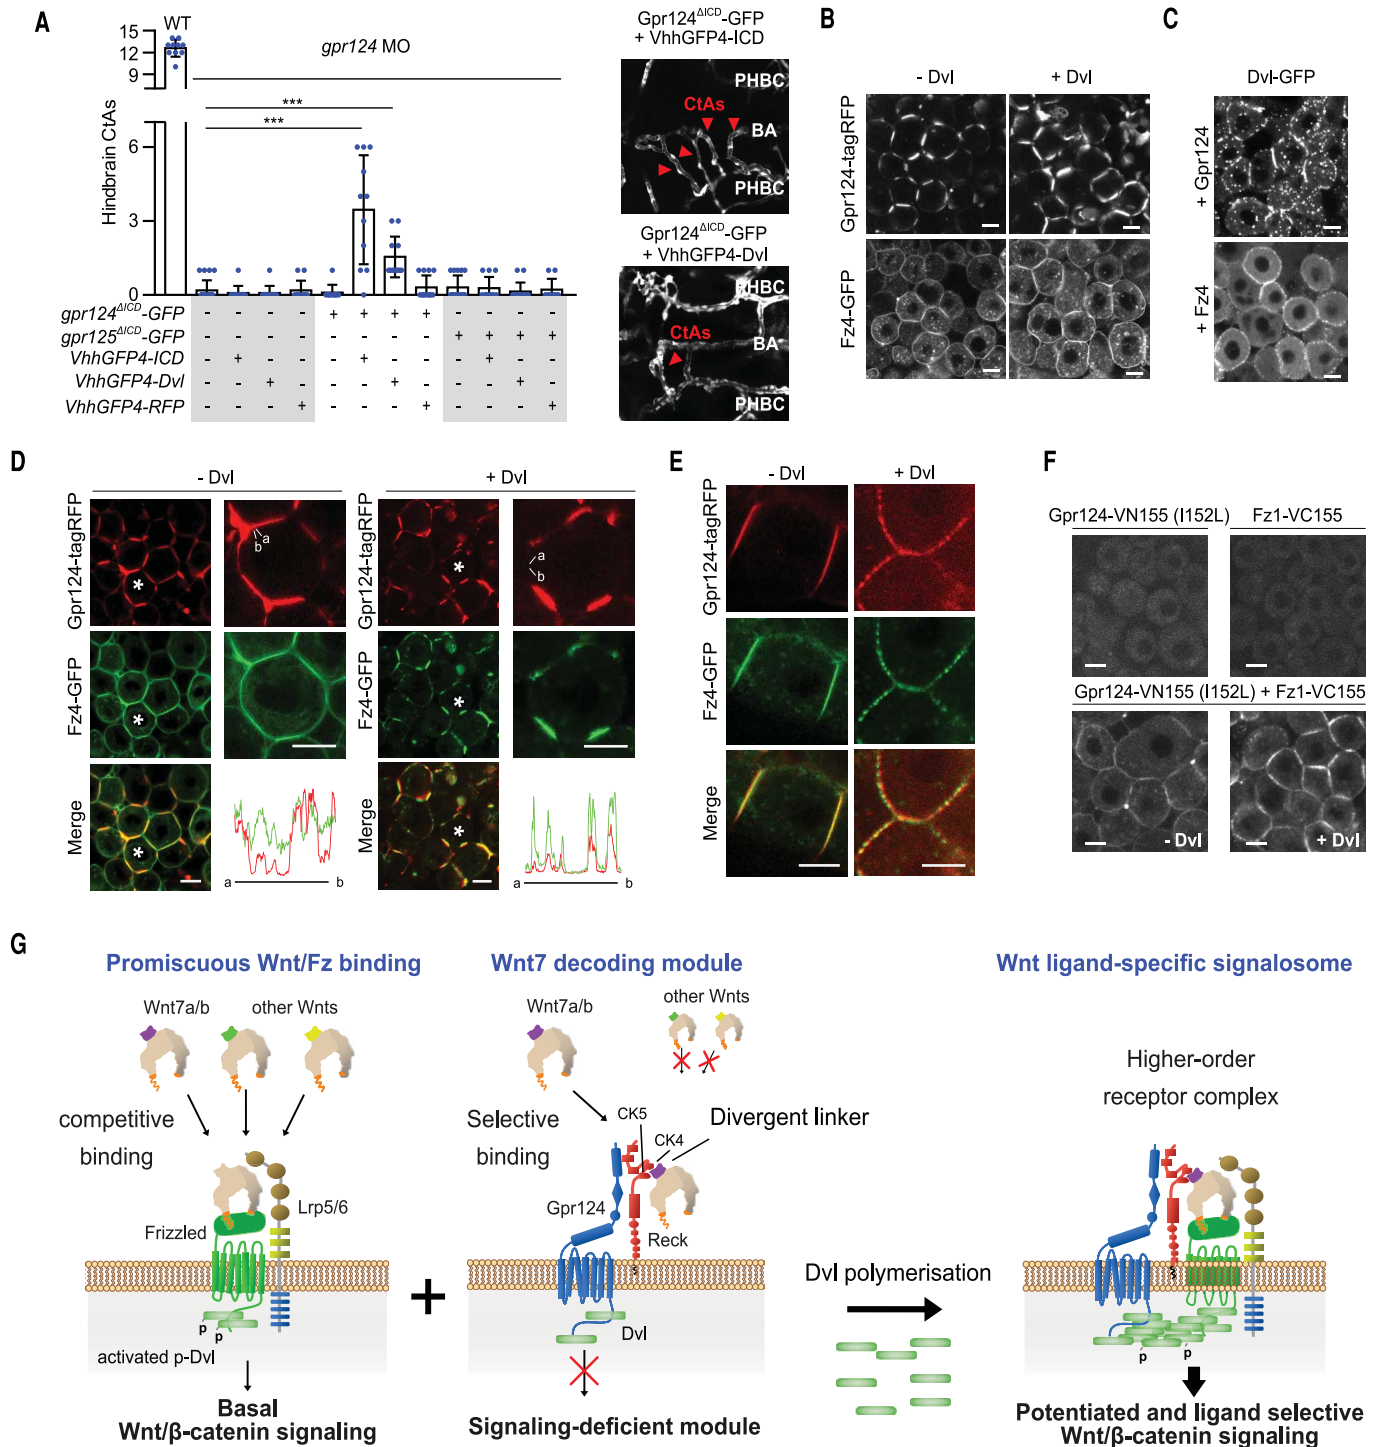 A
WT
15
12
9
6
3
0
Hindbrain CtAs
gpr124 MO
***
***
gpr124ΔICD-GFP - - - - + + + + - - - -
gpr125ΔICD-GFP - - - - - - - - + + + +
VhhGFP4-ICD - + - - - + - - - + - -
VhhGFP4-Dvl - - + - - - + - - - + -
VhhGFP4-RFP - - - + - - - + - - - +
Gpr124ΔICD-GFP
+ VhhGFP4-ICD
PHBC
CtAs
BA
PHBC
Gpr124ΔICD-GFP
+ VhhGFP4-Dvl
PHBC
CtAs
BA
PHBC
B
- Dvl
+ Dvl
Gpr124-tagRFP
Fz4-GFP
C
Dvl-GFP
+ Gpr124
+ Fz4
D
- Dvl
+ Dvl
Gpr124-tagRFP
a
b
*
Gpr124-tagRFP
a
b
*
Fz4-GFP
*
Fz4-GFP
*
Merge
*
a b
Merge
*
a b
E
- Dvl
+ Dvl
Gpr124-tagRFP
Fz4-GFP
Merge
F
Gpr124-VN155 (I152L)
Fz1-VC155
Gpr124-VN155 (I152L) + Fz1-VC155
- Dvl
+ Dvl
G
Promiscuous Wnt/Fz binding
Wnt7a/b
other Wnts
competitive
binding
Lrp5/6
Frizzled
p
p
activated p-Dvl
Basal
Wnt/β-catenin signaling
+
Wnt7 decoding module
Wnt7a/b
other Wnts
Selective
binding
CK5
CK4
Divergent linker
Gpr124
Reck
Dvl
Signaling-deficient module
Dvl polymerisation
Wnt ligand-specific signalosome
Higher-order
receptor complex
p
p
Potentiated and ligand selective
Wnt/β-catenin signaling